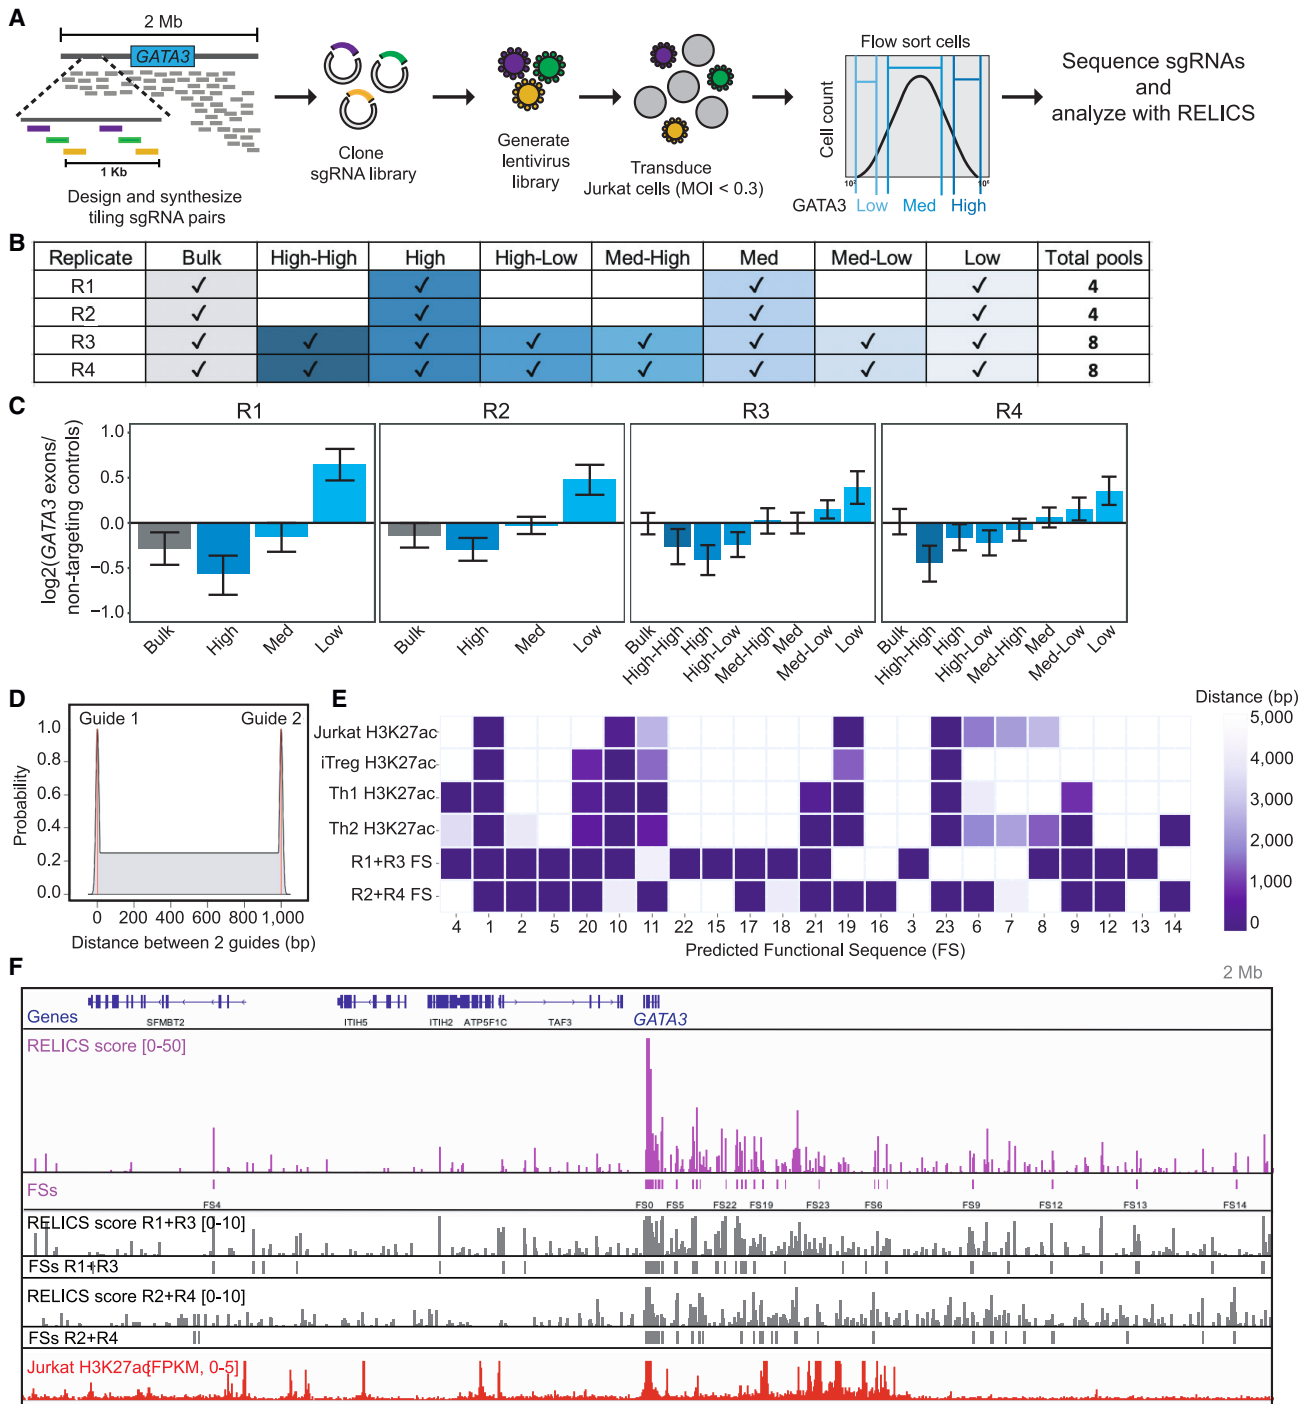 A
2 Mb
GATA3
1 Kb
Design and synthesize
tiling sgRNA pairs
Clone
sgRNA library
Generate
lentivirus
library
Transduce
Jurkat cells (MOI < 0.3)
Flow sort cells
Cell count
GATA3 Low Med High
Sequence sgRNAs
and
analyze with RELICS
B
Replicate Bulk High-High High High-Low Med-High Med Med-Low Low Total pools
R1 ✓ ✓ ✓ ✓ 4
R2 ✓ ✓ ✓ ✓ 4
R3 ✓ ✓ ✓ ✓ ✓ ✓ ✓ ✓ 8
R4 ✓ ✓ ✓ ✓ ✓ ✓ ✓ ✓ 8
C
R1 R2 R3 R4
log2(GATA3 exons/
non-targeting controls)
1.0
0.5
0.0
−0.5
−1.0
Bulk High Med Low
Bulk High Med Low
Bulk High-High High High-Low Med-High Med Med-Low Low
Bulk High-High High High-Low Med-High Med Med-Low Low
D
Guide 1 Guide 2
Probability
1.0
0.8
0.6
0.4
0.2
0.0
0 200 400 600 800 1,000
Distance between 2 guides (bp)
E
Jurkat H3K27ac
iTreg H3K27ac
Th1 H3K27ac
Th2 H3K27ac
R1+R3 FS
R2+R4 FS
4 1 2 5 20 10 11 22 15 17 18 21 19 16 3 23 6 7 8 9 12 13 14
Predicted Functional Sequence (FS)
Distance (bp)
5,000
4,000
3,000
2,000
1,000
0
F
2 Mb
Genes
SFMBT2 ITIH5 ITIH2 ATP5F1C TAF3 GATA3
RELICS score [0-50]
FSs
FS4 FS0 FS5 FS22 FS19 FS23 FS6 FS9 FS12 FS13 FS14
RELICS score R1+R3 [0-10]
FSs R1+R3
RELICS score R2+R4 [0-10]
FSs R2+R4
Jurkat H3K27ac[FPKM, 0-5]